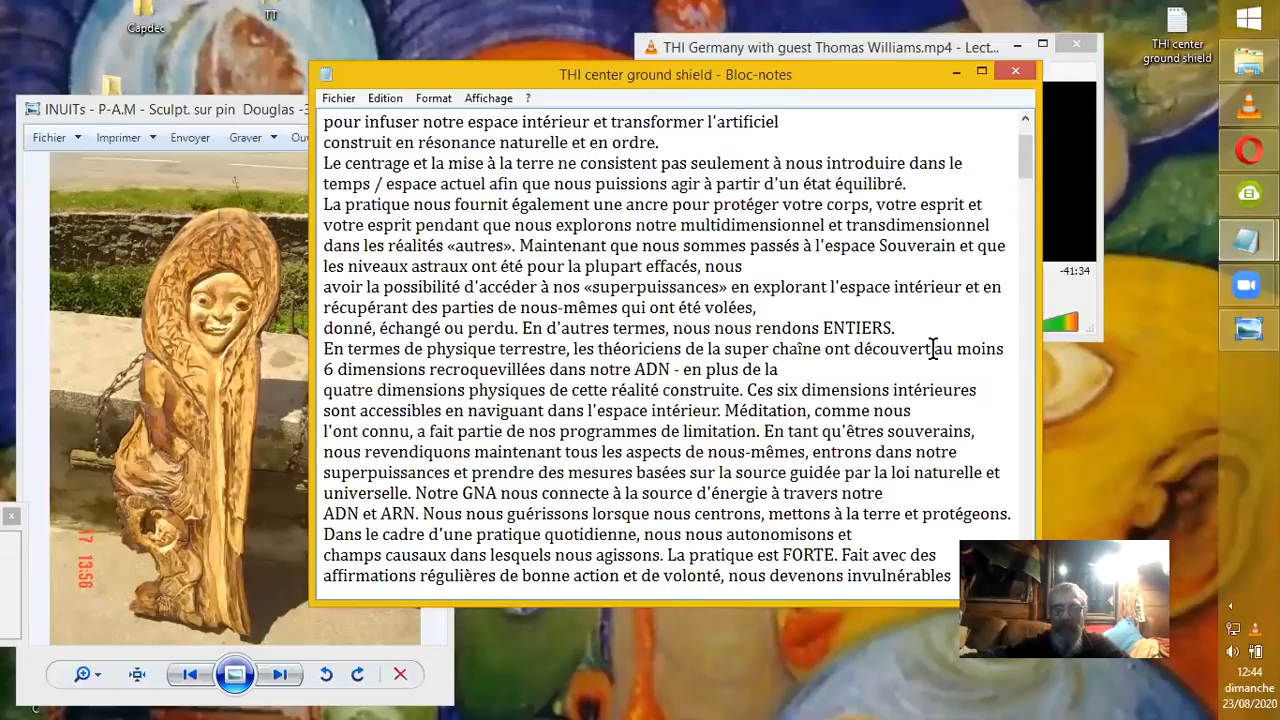 Capdec
TT
THI center
ground shield
THI Germany with guest Thomas Williams.mp4 - Lect...
THI center ground shield - Bloc-notes
Fichier Edition Format Affichage ?
INUITs - P-A.M - Sculpt. sur pin Douglas -3
Fichier Imprimer Envoyer Graver Ou
pour infuser notre espace intérieur et transformer l'artificiel
construit en résonance naturelle et en ordre.
Le centrage et la mise à la terre ne consistent pas seulement à nous introduire dans le
temps / espace actuel afin que nous puissions agir à partir d'un état équilibré.
La pratique nous fournit également une ancre pour protéger votre corps, votre esprit et
votre esprit pendant que nous explorons notre multidimensionnel et transdimensionnel
dans les réalités «autres». Maintenant que nous sommes passés à l'espace Souverain et que
les niveaux astraux ont été pour la plupart effacés, nous
avoir la possibilité d'accéder à nos «superpuissances» en explorant l'espace intérieur et en
récupérant des parties de nous-mêmes qui ont été volées,
donné, échangé ou perdu. En d'autres termes, nous nous rendons ENTIERS.
En termes de physique terrestre, les théoriciens de la super chaîne ont découvert au moins
6 dimensions recroquevillées dans notre ADN - en plus de la
quatre dimensions physiques de cette réalité construite. Ces six dimensions intérieures
sont accessibles en naviguant dans l'espace intérieur. Méditation, comme nous
l'ont connu, a fait partie de nos programmes de limitation. En tant qu'êtres souverains,
nous revendiquons maintenant tous les aspects de nous-mêmes, entrons dans notre
superpuissances et prendre des mesures basées sur la source guidée par la loi naturelle et
universelle. Notre GNA nous connecte à la source d'énergie à travers notre
ADN et ARN. Nous nous guérissons lorsque nous centrons, mettons à la terre et protégeons.
Dans le cadre d'une pratique quotidienne, nous nous autonomisons et
champs causaux dans lesquels nous agissons. La pratique est FORTE. Fait avec des
affirmations régulières de bonne action et de volonté, nous devenons invulnérables
-41:34
17 13:58
12:44
dimanche
23/08/2020